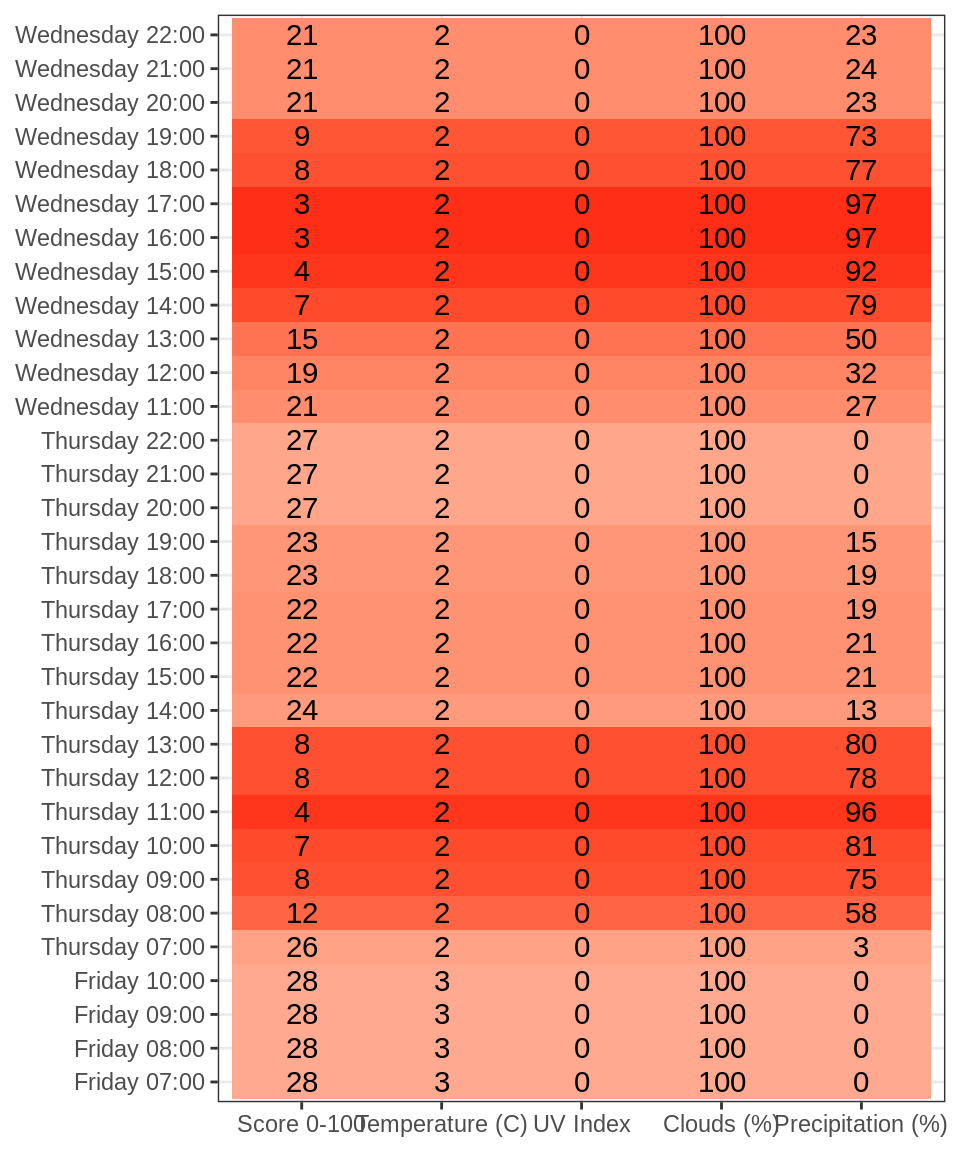 Wednesday 22:00 21 2 0 100 23
Wednesday 21:00 21 2 0 100 24
Wednesday 20:00 21 2 0 100 23
Wednesday 19:00 9 2 0 100 73
Wednesday 18:00 8 2 0 100 77
Wednesday 17:00 3 2 0 100 97
Wednesday 16:00 3 2 0 100 97
Wednesday 15:00 4 2 0 100 92
Wednesday 14:00 7 2 0 100 79
Wednesday 13:00 15 2 0 100 50
Wednesday 12:00 19 2 0 100 32
Wednesday 11:00 21 2 0 100 27
Thursday 22:00 27 2 0 100 0
Thursday 21:00 27 2 0 100 0
Thursday 20:00 27 2 0 100 0
Thursday 19:00 23 2 0 100 15
Thursday 18:00 23 2 0 100 19
Thursday 17:00 22 2 0 100 19
Thursday 16:00 22 2 0 100 21
Thursday 15:00 22 2 0 100 21
Thursday 14:00 24 2 0 100 13
Thursday 13:00 8 2 0 100 80
Thursday 12:00 8 2 0 100 78
Thursday 11:00 4 2 0 100 96
Thursday 10:00 7 2 0 100 81
Thursday 09:00 8 2 0 100 75
Thursday 08:00 12 2 0 100 58
Thursday 07:00 26 2 0 100 3
Friday 10:00 28 3 0 100 0
Friday 09:00 28 3 0 100 0
Friday 08:00 28 3 0 100 0
Friday 07:00 28 3 0 100 0
Score 0-100 Temperature (C) UV Index Clouds (%) Precipitation (%)